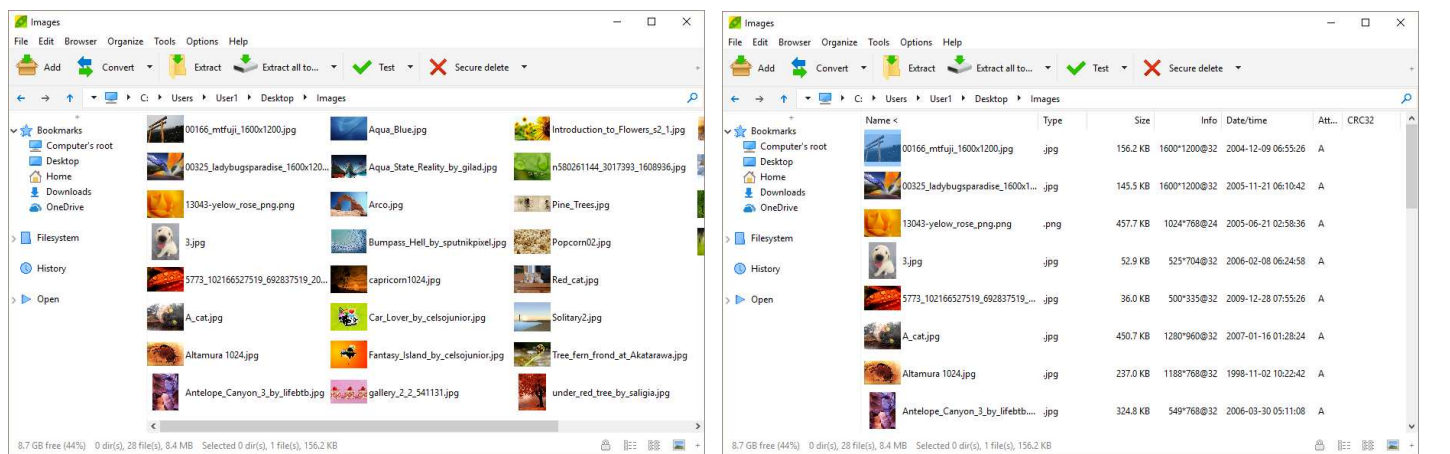 Images
File Edit Browser Organize Tools Options Help
Add Convert Extract Extract all to... Test Secure delete
C: Users User1 Desktop Images
Bookmarks
Computer's root
Desktop
Home
Downloads
OneDrive
Filesystem
History
Open
00166_mtfuji_1600x1200.jpg Aqua_Blue.jpg Introduction_to_Flowers_s2_1.jpg
00325_ladybugsparadise_1600x120... Aqua_State_Reality_by_gilad.jpg n580261144_3017393_1608936.jpg
13043-yelow_rose_png.png Arco.jpg Pine_Trees.jpg
3.jpg Bumpass_Hell_by_sputnikpixel.jpg Popcorn02.jpg
5773_102166527519_692837519_20... capricorn1024.jpg Red_cat.jpg
A_cat.jpg Car_Lover_by_celsojunior.jpg Solitary2.jpg
Altamura 1024.jpg Fantasy_Island_by_celsojunior.jpg Tree_fern_frond_at_Akatarawa.jpg
Antelope_Canyon_3_by_lifebtb.jpg gallery_2_2_541131.jpg under_red_tree_by_saligia.jpg
8.7 GB free (44%) 0 dir(s), 28 file(s), 8.4 MB Selected 0 dir(s), 1 file(s), 156.2 KB
Images
File Edit Browser Organize Tools Options Help
Add Convert Extract Extract all to... Test Secure delete
C: Users User1 Desktop Images
Bookmarks
Computer's root
Desktop
Home
Downloads
OneDrive
Filesystem
History
Open
Name < Type Size Info Date/time Att... CRC32
00166_mtfuji_1600x1200.jpg .jpg 156.2 KB 1600*1200@32 2004-12-09 06:55:26 A
00325_ladybugsparadise_1600x1... .jpg 145.5 KB 1600*1200@32 2005-11-21 06:10:42 A
13043-yelow_rose_png.png .png 457.7 KB 1024*768@24 2005-06-21 02:58:36 A
3.jpg .jpg 52.9 KB 525*704@32 2006-02-08 06:24:58 A
5773_102166527519_692837519_... .jpg 36.0 KB 500*335@32 2009-12-28 07:55:26 A
A_cat.jpg .jpg 450.7 KB 1280*960@32 2007-01-16 01:28:24 A
Altamura 1024.jpg .jpg 237.0 KB 1188*768@32 1998-11-02 10:22:42 A
Antelope_Canyon_3_by_lifebtb.... .jpg 324.8 KB 549*768@32 2006-03-30 05:11:08 A
8.7 GB free (44%) 0 dir(s), 28 file(s), 8.4 MB Selected 0 dir(s), 1 file(s), 156.2 KB